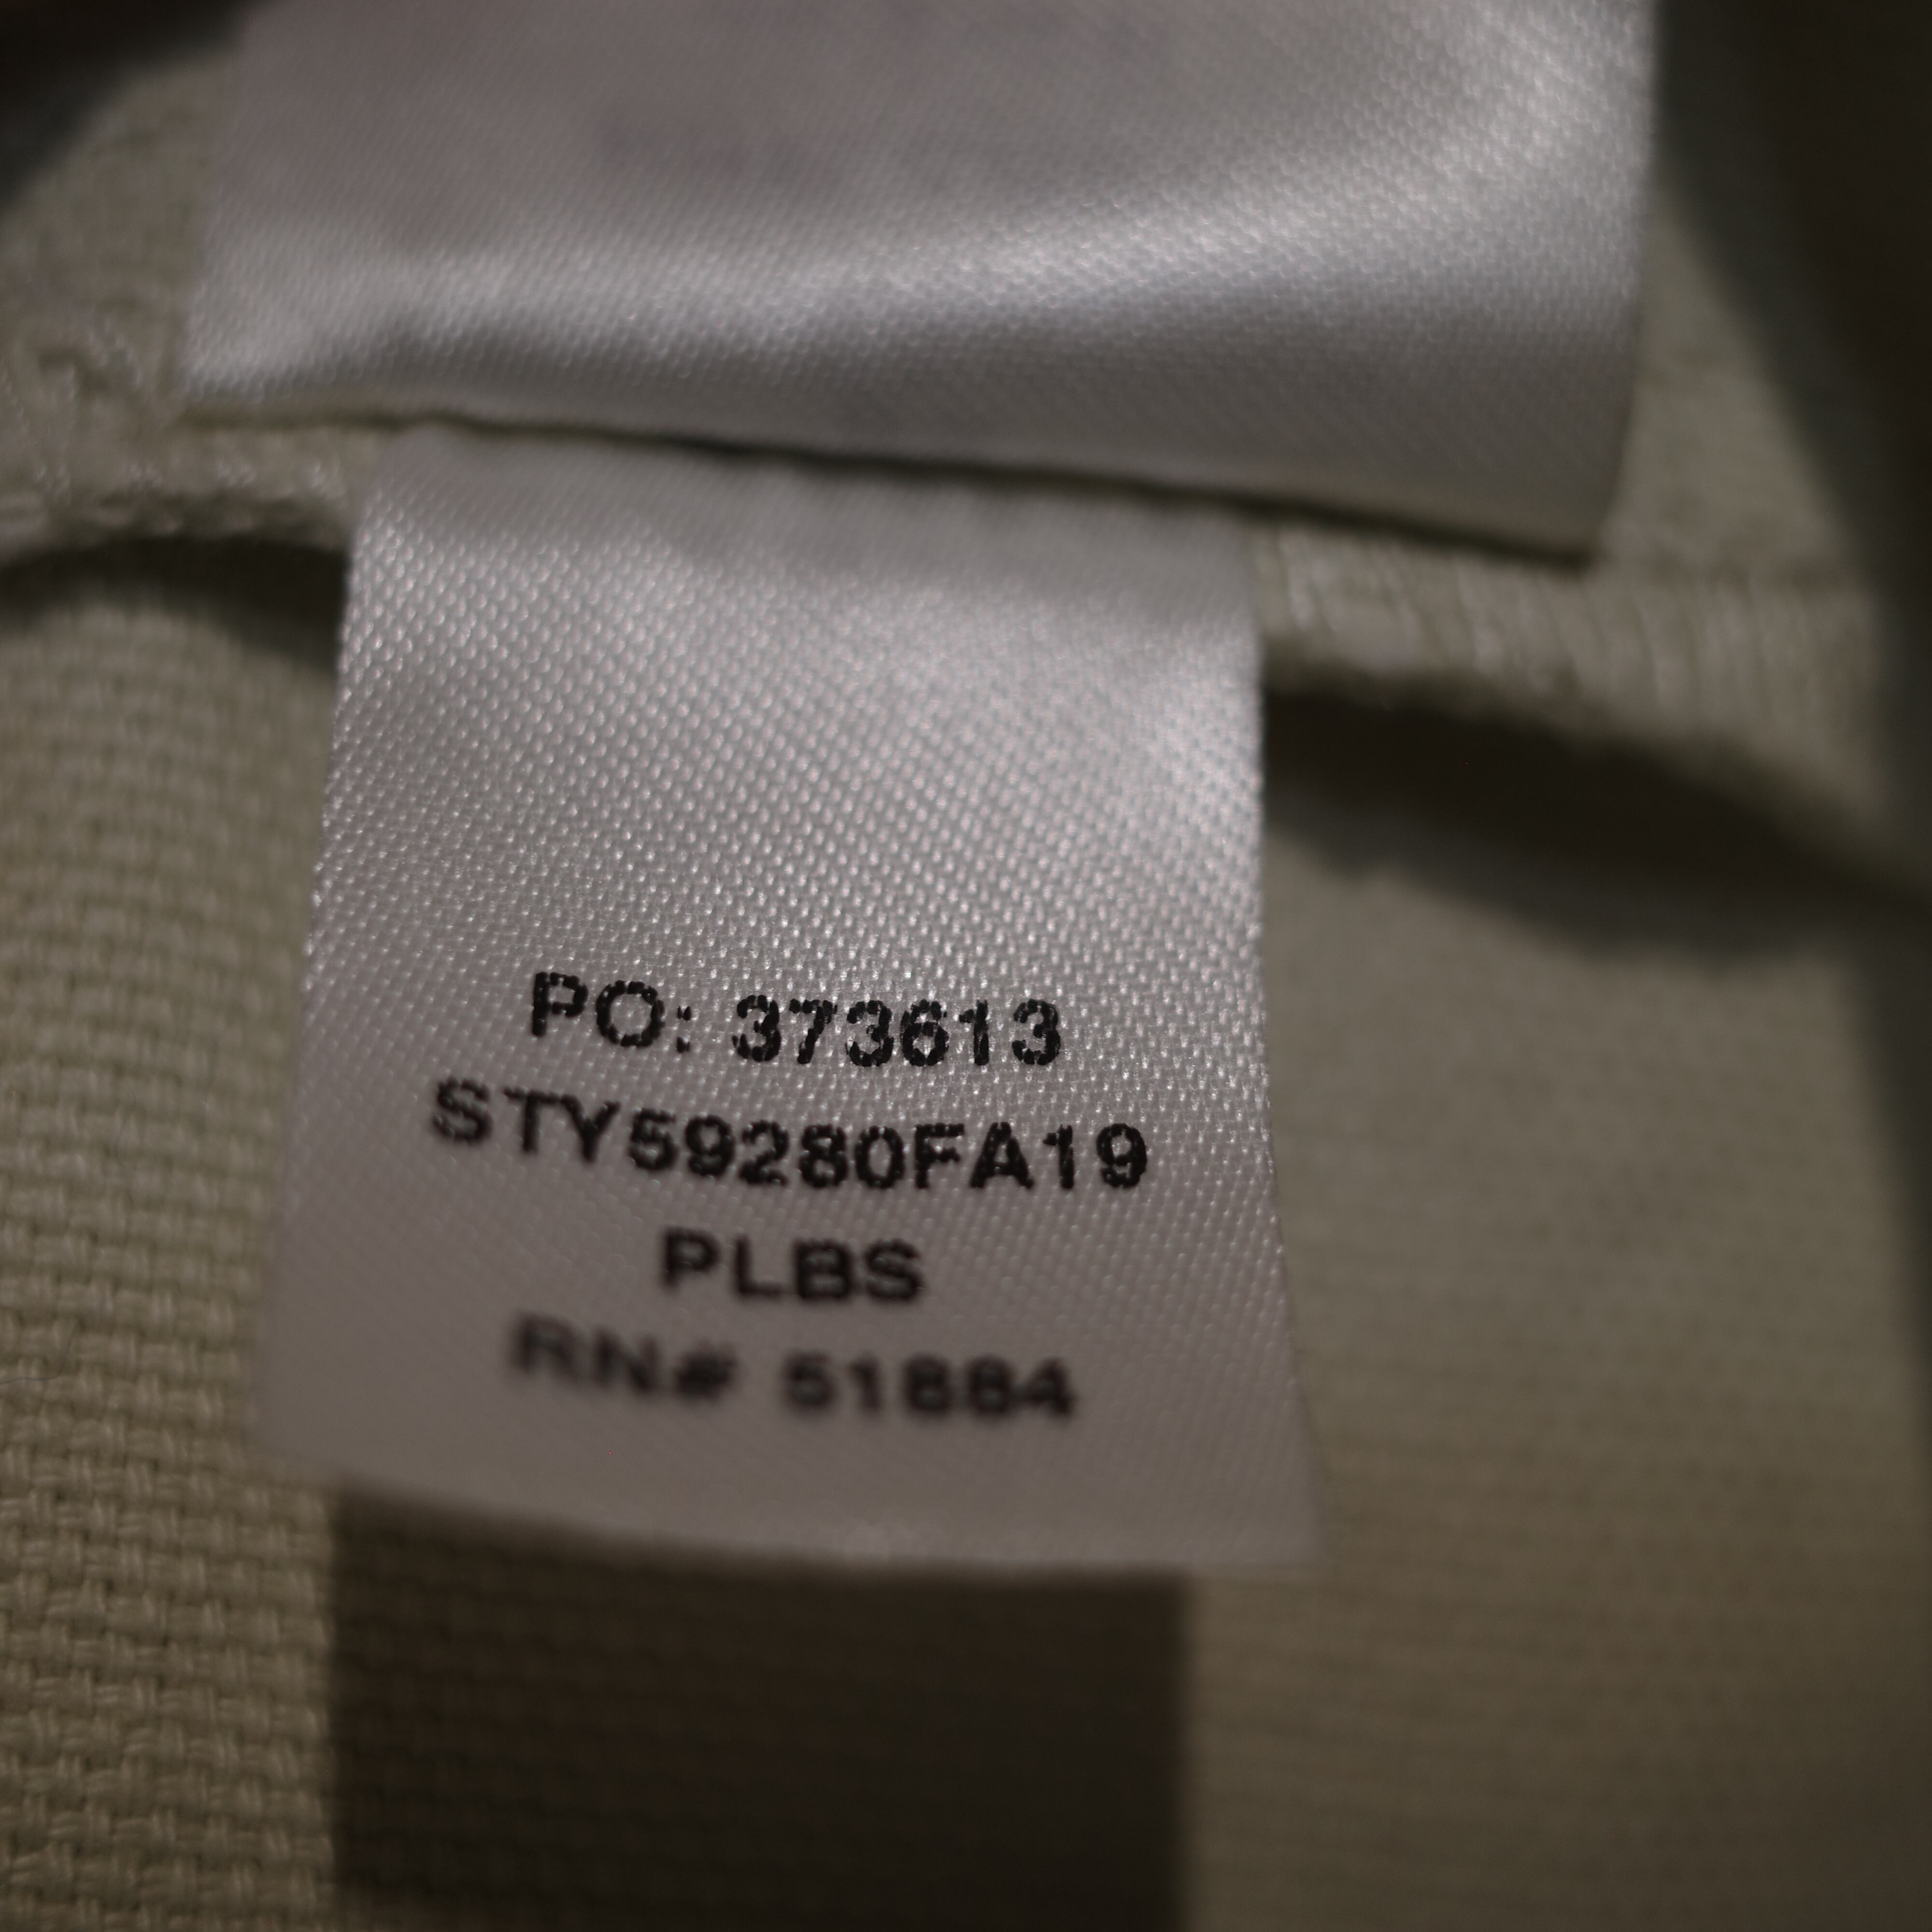 PO: 373613
STY59280FA19
PLBS
RN# 51884